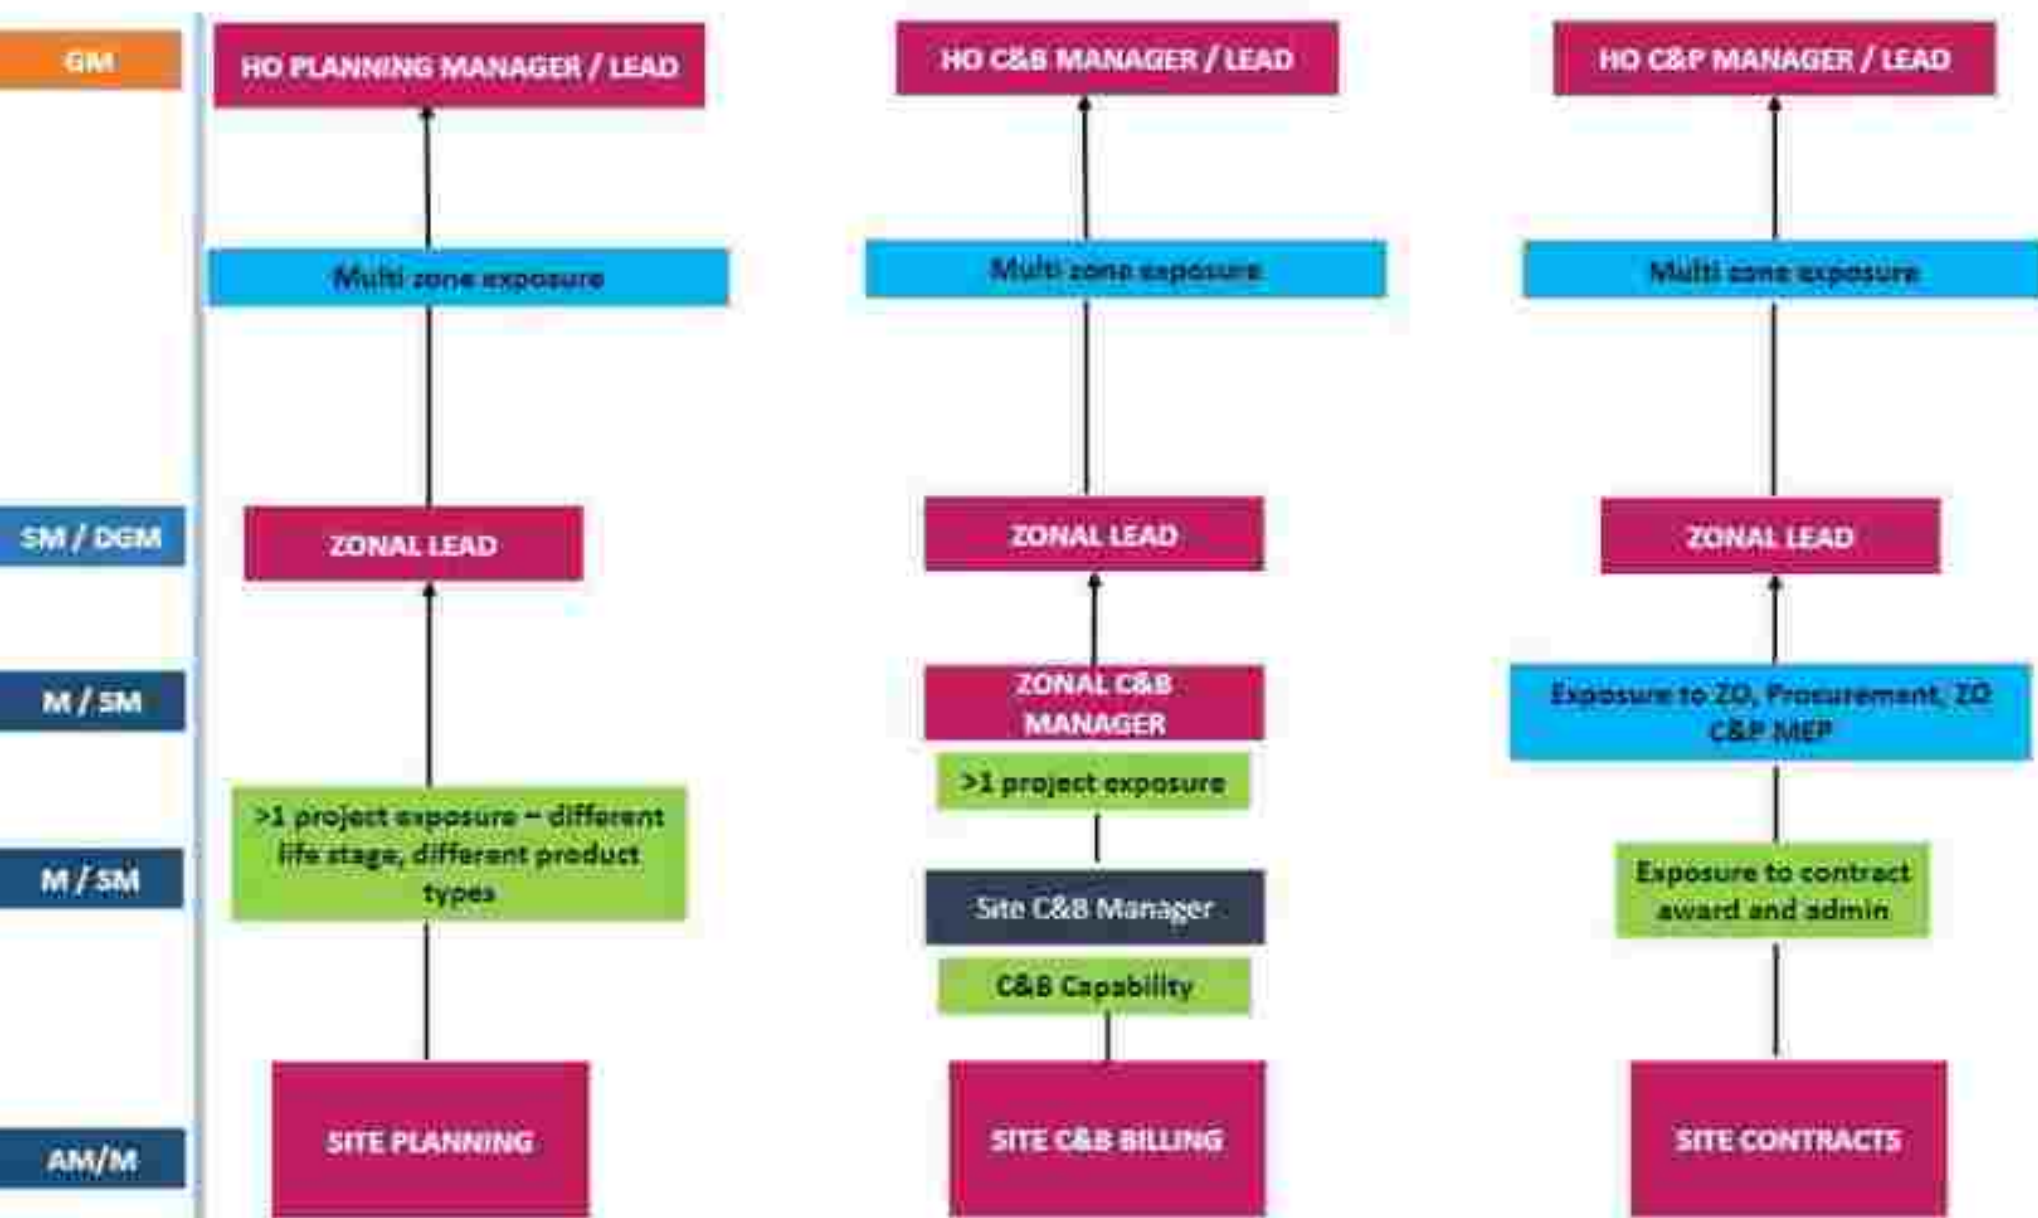 GM
HO PLANNING MANAGER / LEAD
HO C&B MANAGER / LEAD
HO C&P MANAGER / LEAD
Multi zone exposure
Multi zone exposure
Multi zone exposure
SM / DGM
ZONAL LEAD
ZONAL LEAD
ZONAL LEAD
M / SM
ZONAL C&B
MANAGER
Exposure to ZO, Procurement, ZO
C&P MEP
>1 project exposure
>1 project exposure – different
life stage, different product
types
M / SM
Site C&B Manager
Exposure to contract
award and admin
C&B Capability
AM/M
SITE PLANNING
SITE C&B BILLING
SITE CONTRACTS